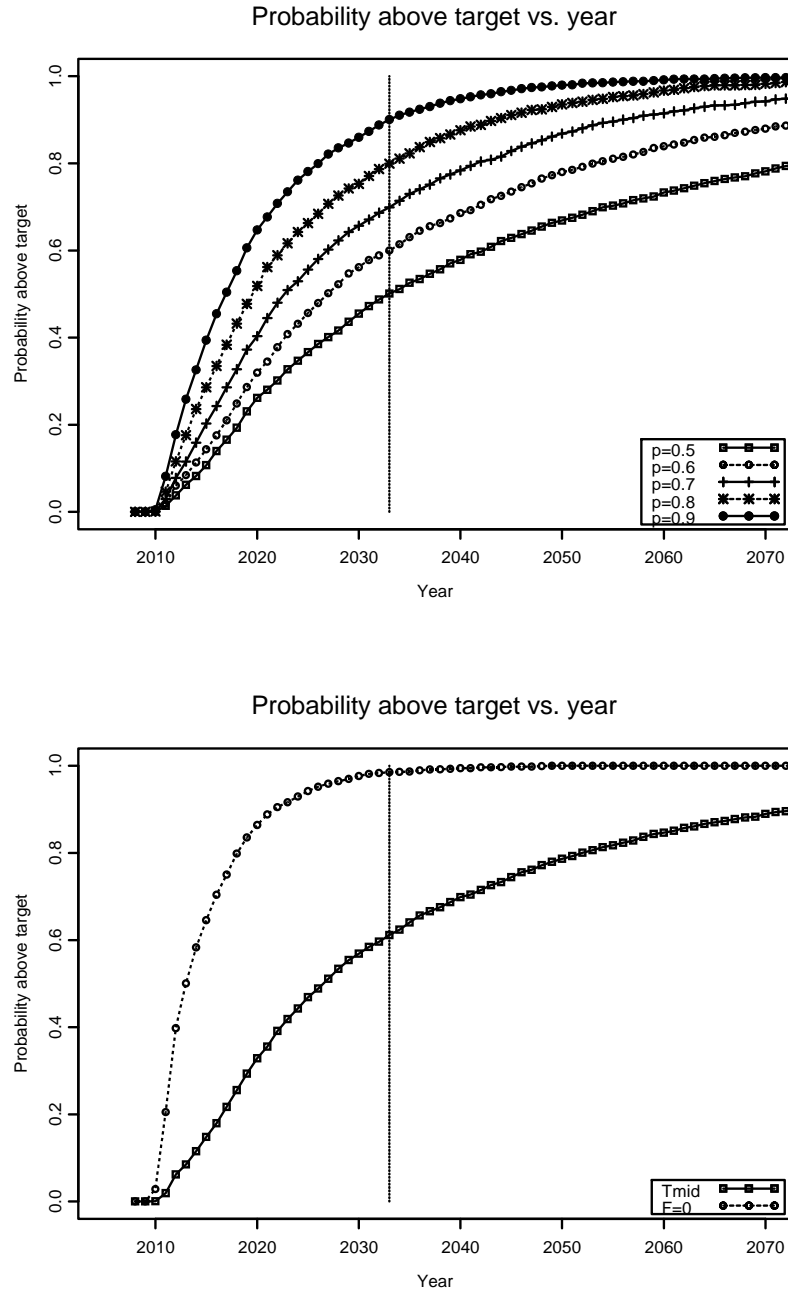 Probability above target vs. year
Probability above target
0.0
0.2
0.4
0.6
0.8
1.0
2010 2020 2030 2040 2050 2060 2070
Year
p=0.5
p=0.6
p=0.7
p=0.8
p=0.9
Probability above target vs. year
Probability above target
0.0
0.2
0.4
0.6
0.8
1.0
2010 2020 2030 2040 2050 2060 2070
Year
Tmid
F=0